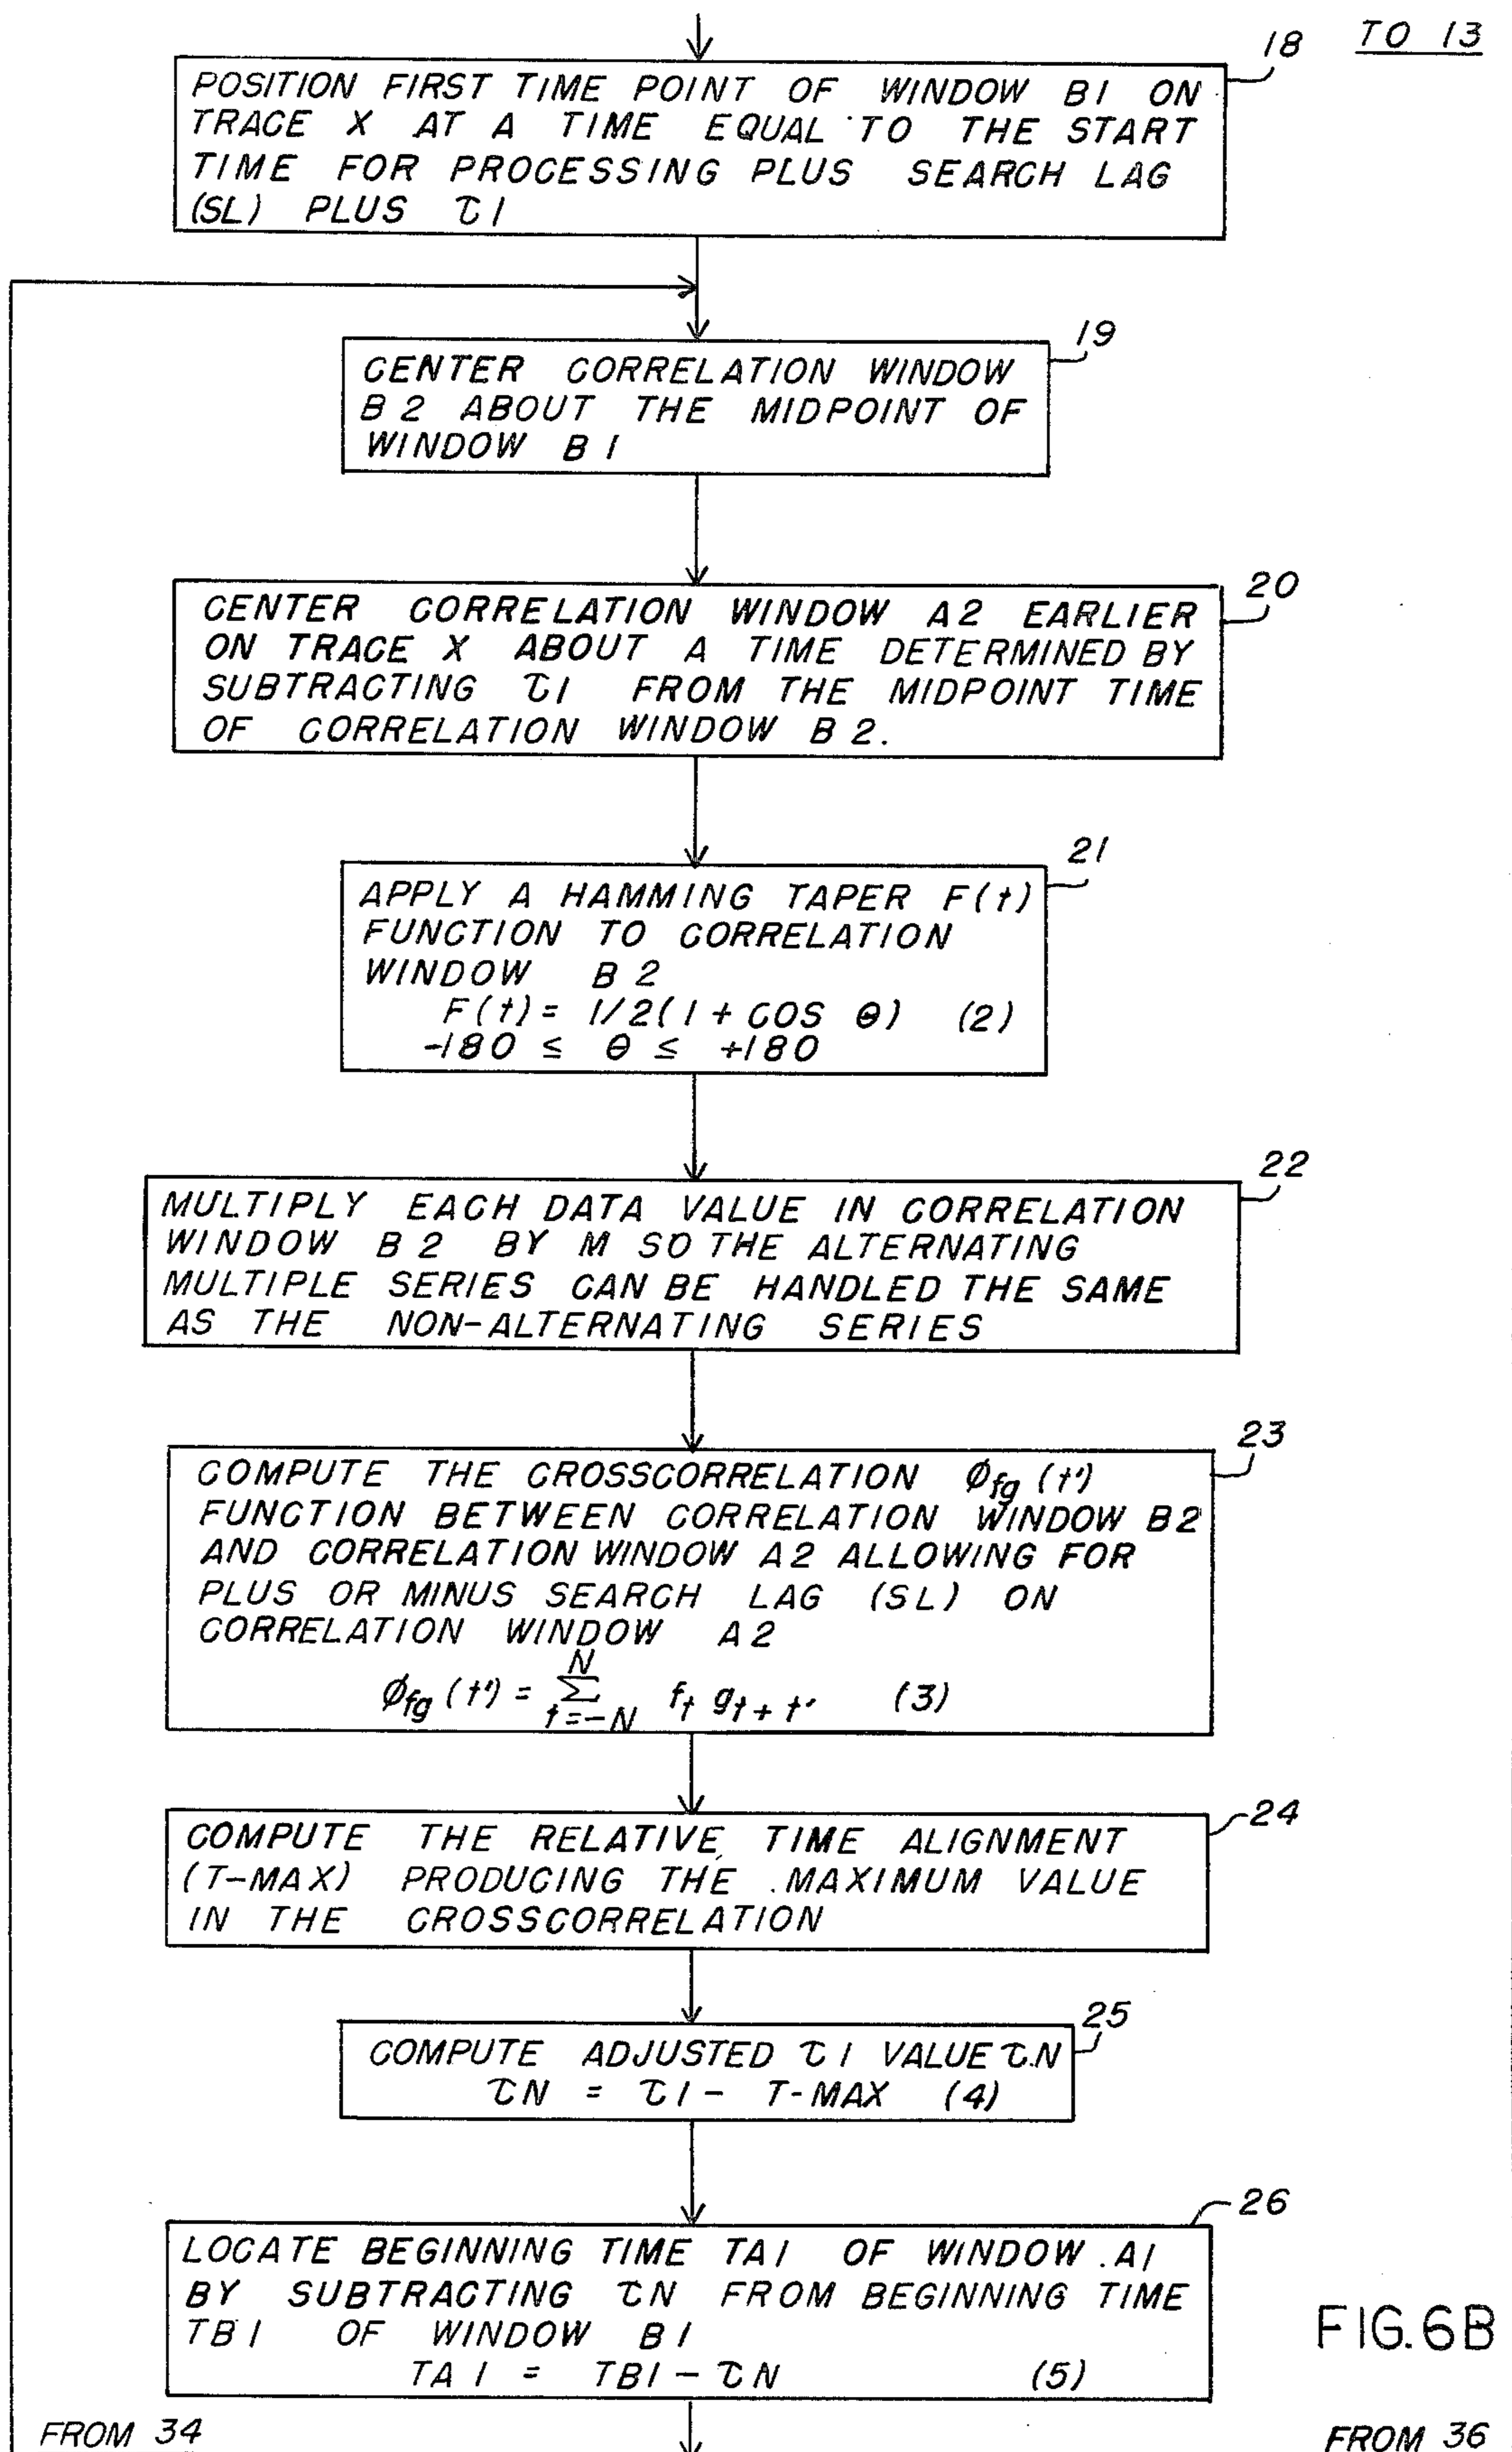 TO 13
18
POSITION FIRST TIME POINT OF WINDOW B1 ON
TRACE X AT A TIME EQUAL TO THE START
TIME FOR PROCESSING PLUS SEARCH LAG
(SL) PLUS τ1
19
CENTER CORRELATION WINDOW
B2 ABOUT THE MIDPOINT OF
WINDOW B1
20
CENTER CORRELATION WINDOW A2 EARLIER
ON TRACE X ABOUT A TIME DETERMINED BY
SUBTRACTING τ1 FROM THE MIDPOINT TIME
OF CORRELATION WINDOW B2.
21
APPLY A HAMMING TAPER F(t)
FUNCTION TO CORRELATION
WINDOW B2
F(t) = 1/2(1 + COS θ) (2)
-180 ≤ θ ≤ +180
22
MULTIPLY EACH DATA VALUE IN CORRELATION
WINDOW B2 BY M SO THE ALTERNATING
MULTIPLE SERIES CAN BE HANDLED THE SAME
AS THE NON-ALTERNATING SERIES
23
COMPUTE THE CROSSCORRELATION ϕfg (t')
FUNCTION BETWEEN CORRELATION WINDOW B2
AND CORRELATION WINDOW A2 ALLOWING FOR
PLUS OR MINUS SEARCH LAG (SL) ON
CORRELATION WINDOW A2
N
ϕfg (t') = Σ ft gt + t' (3)
t=-N
24
COMPUTE THE RELATIVE TIME ALIGNMENT
(T-MAX) PRODUCING THE MAXIMUM VALUE
IN THE CROSSCORRELATION
25
COMPUTE ADJUSTED τ1 VALUE τN
τN = τ1 - T-MAX (4)
26
LOCATE BEGINNING TIME TA1 OF WINDOW A1
BY SUBTRACTING τN FROM BEGINNING TIME
TB1 OF WINDOW B1
TA1 = TB1 - τN (5)
FIG.6B
FROM 34
FROM 36